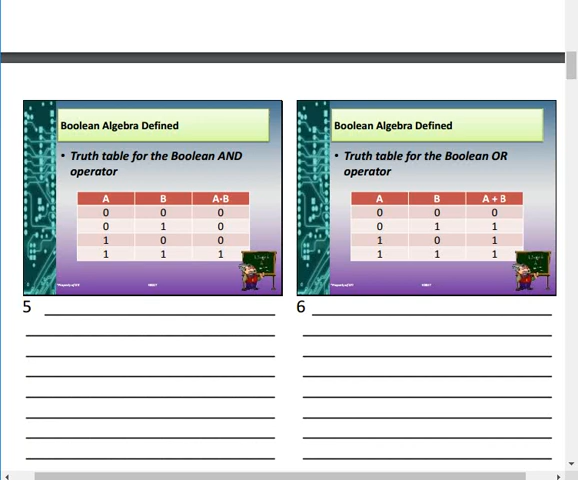 Boolean Algebra Defined
• Truth table for the Boolean AND
operator
A B A•B
0 0 0
0 1 0
1 0 0
1 1 1
5
Boolean Algebra Defined
• Truth table for the Boolean OR
operator
A B A + B
0 0 0
0 1 1
1 0 1
1 1 1
6